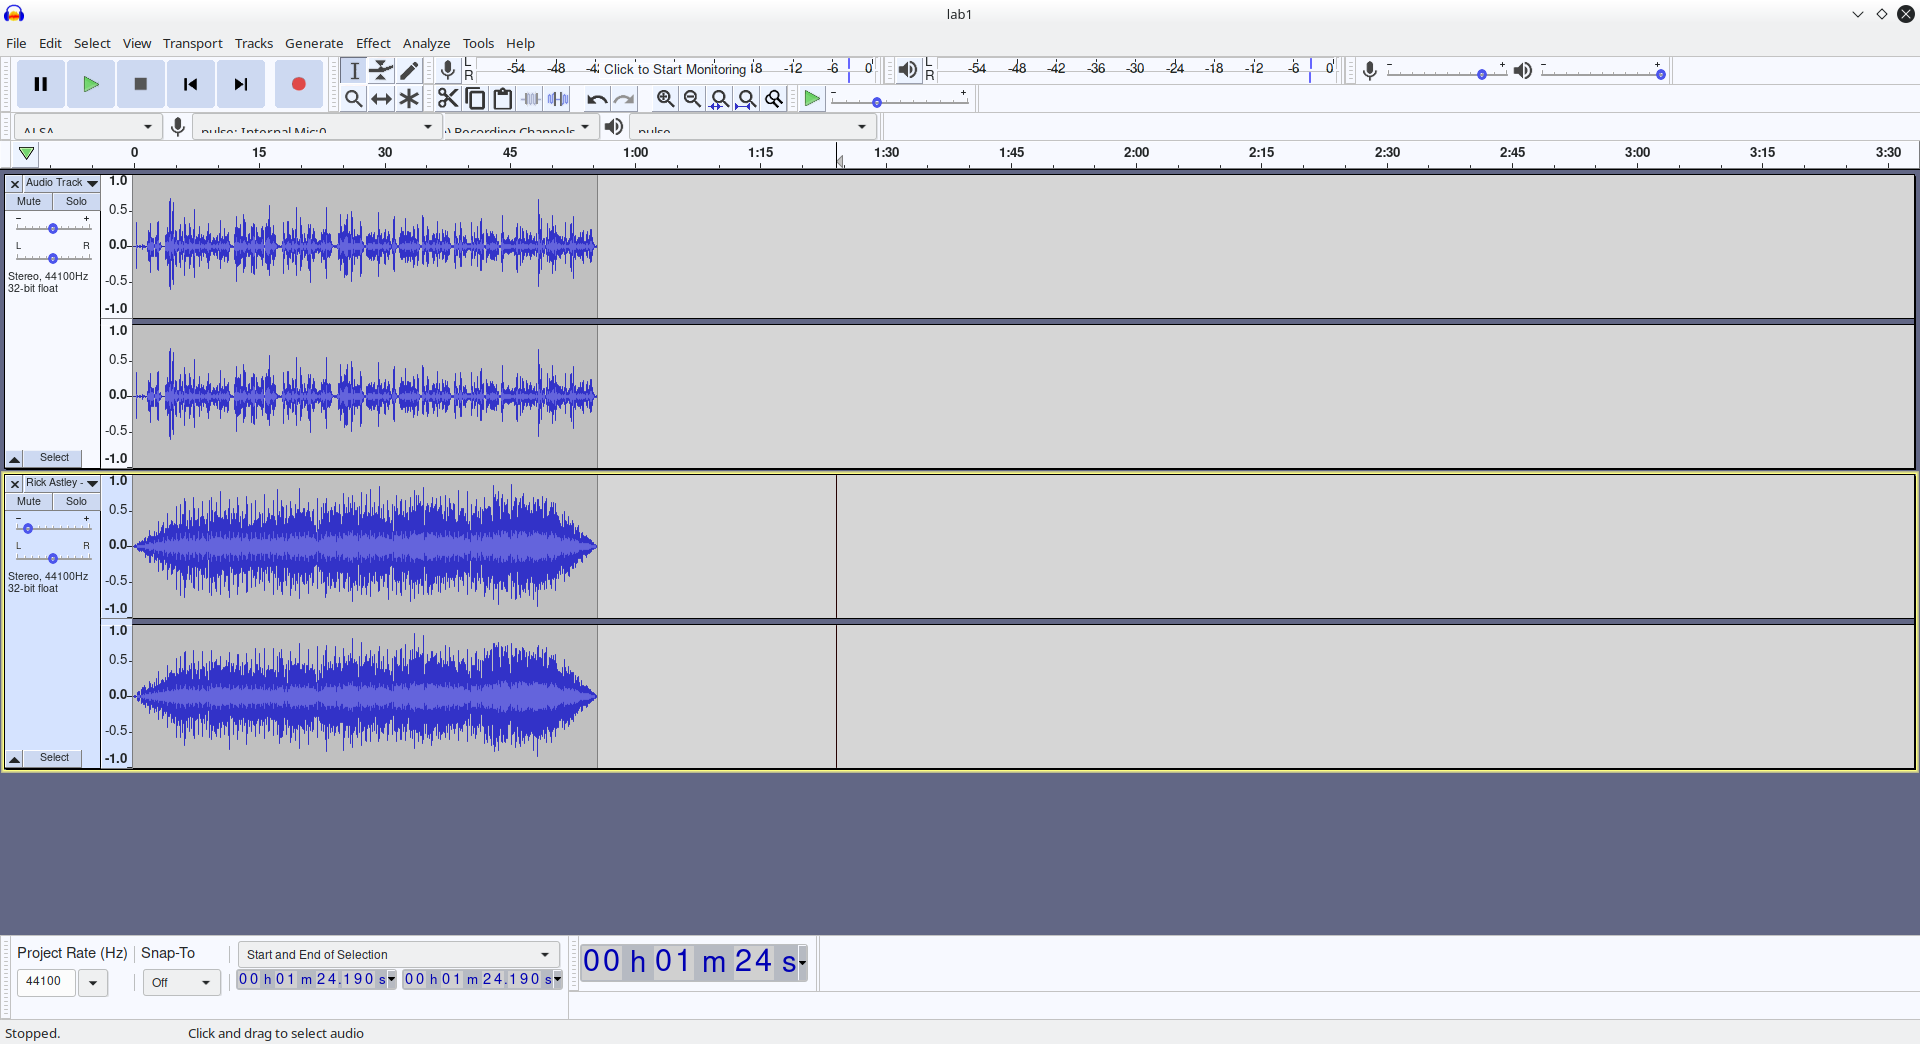 lab1
File Edit Select View Transport Tracks Generate Effect Analyze Tools Help
L R -54 -48 -4 Click to Start Monitoring 18 -12 -6 0 L R -54 -48 -42 -36 -30 -24 -18 -12 -6 0 - + - +
- +
ALSA pulse: Internal Mic:0 Recording Channels pulse
0 15 30 45 1:00 1:15 1:30 1:45 2:00 2:15 2:30 2:45 3:00 3:15 3:30
Audio Track
Mute Solo
- +
L R
Stereo, 44100Hz
32-bit float
Select
1.0
0.5
0.0
-0.5
-1.0
1.0
0.5
0.0
-0.5
-1.0
Rick Astley -
Mute Solo
- +
L R
Stereo, 44100Hz
32-bit float
Select
1.0
0.5
0.0
-0.5
-1.0
1.0
0.5
0.0
-0.5
-1.0
Project Rate (Hz) Snap-To Start and End of Selection
44100 Off 00 h 01 m 24.190 s 00 h 01 m 24.190 s
00 h 01 m 24 s
Stopped. Click and drag to select audio